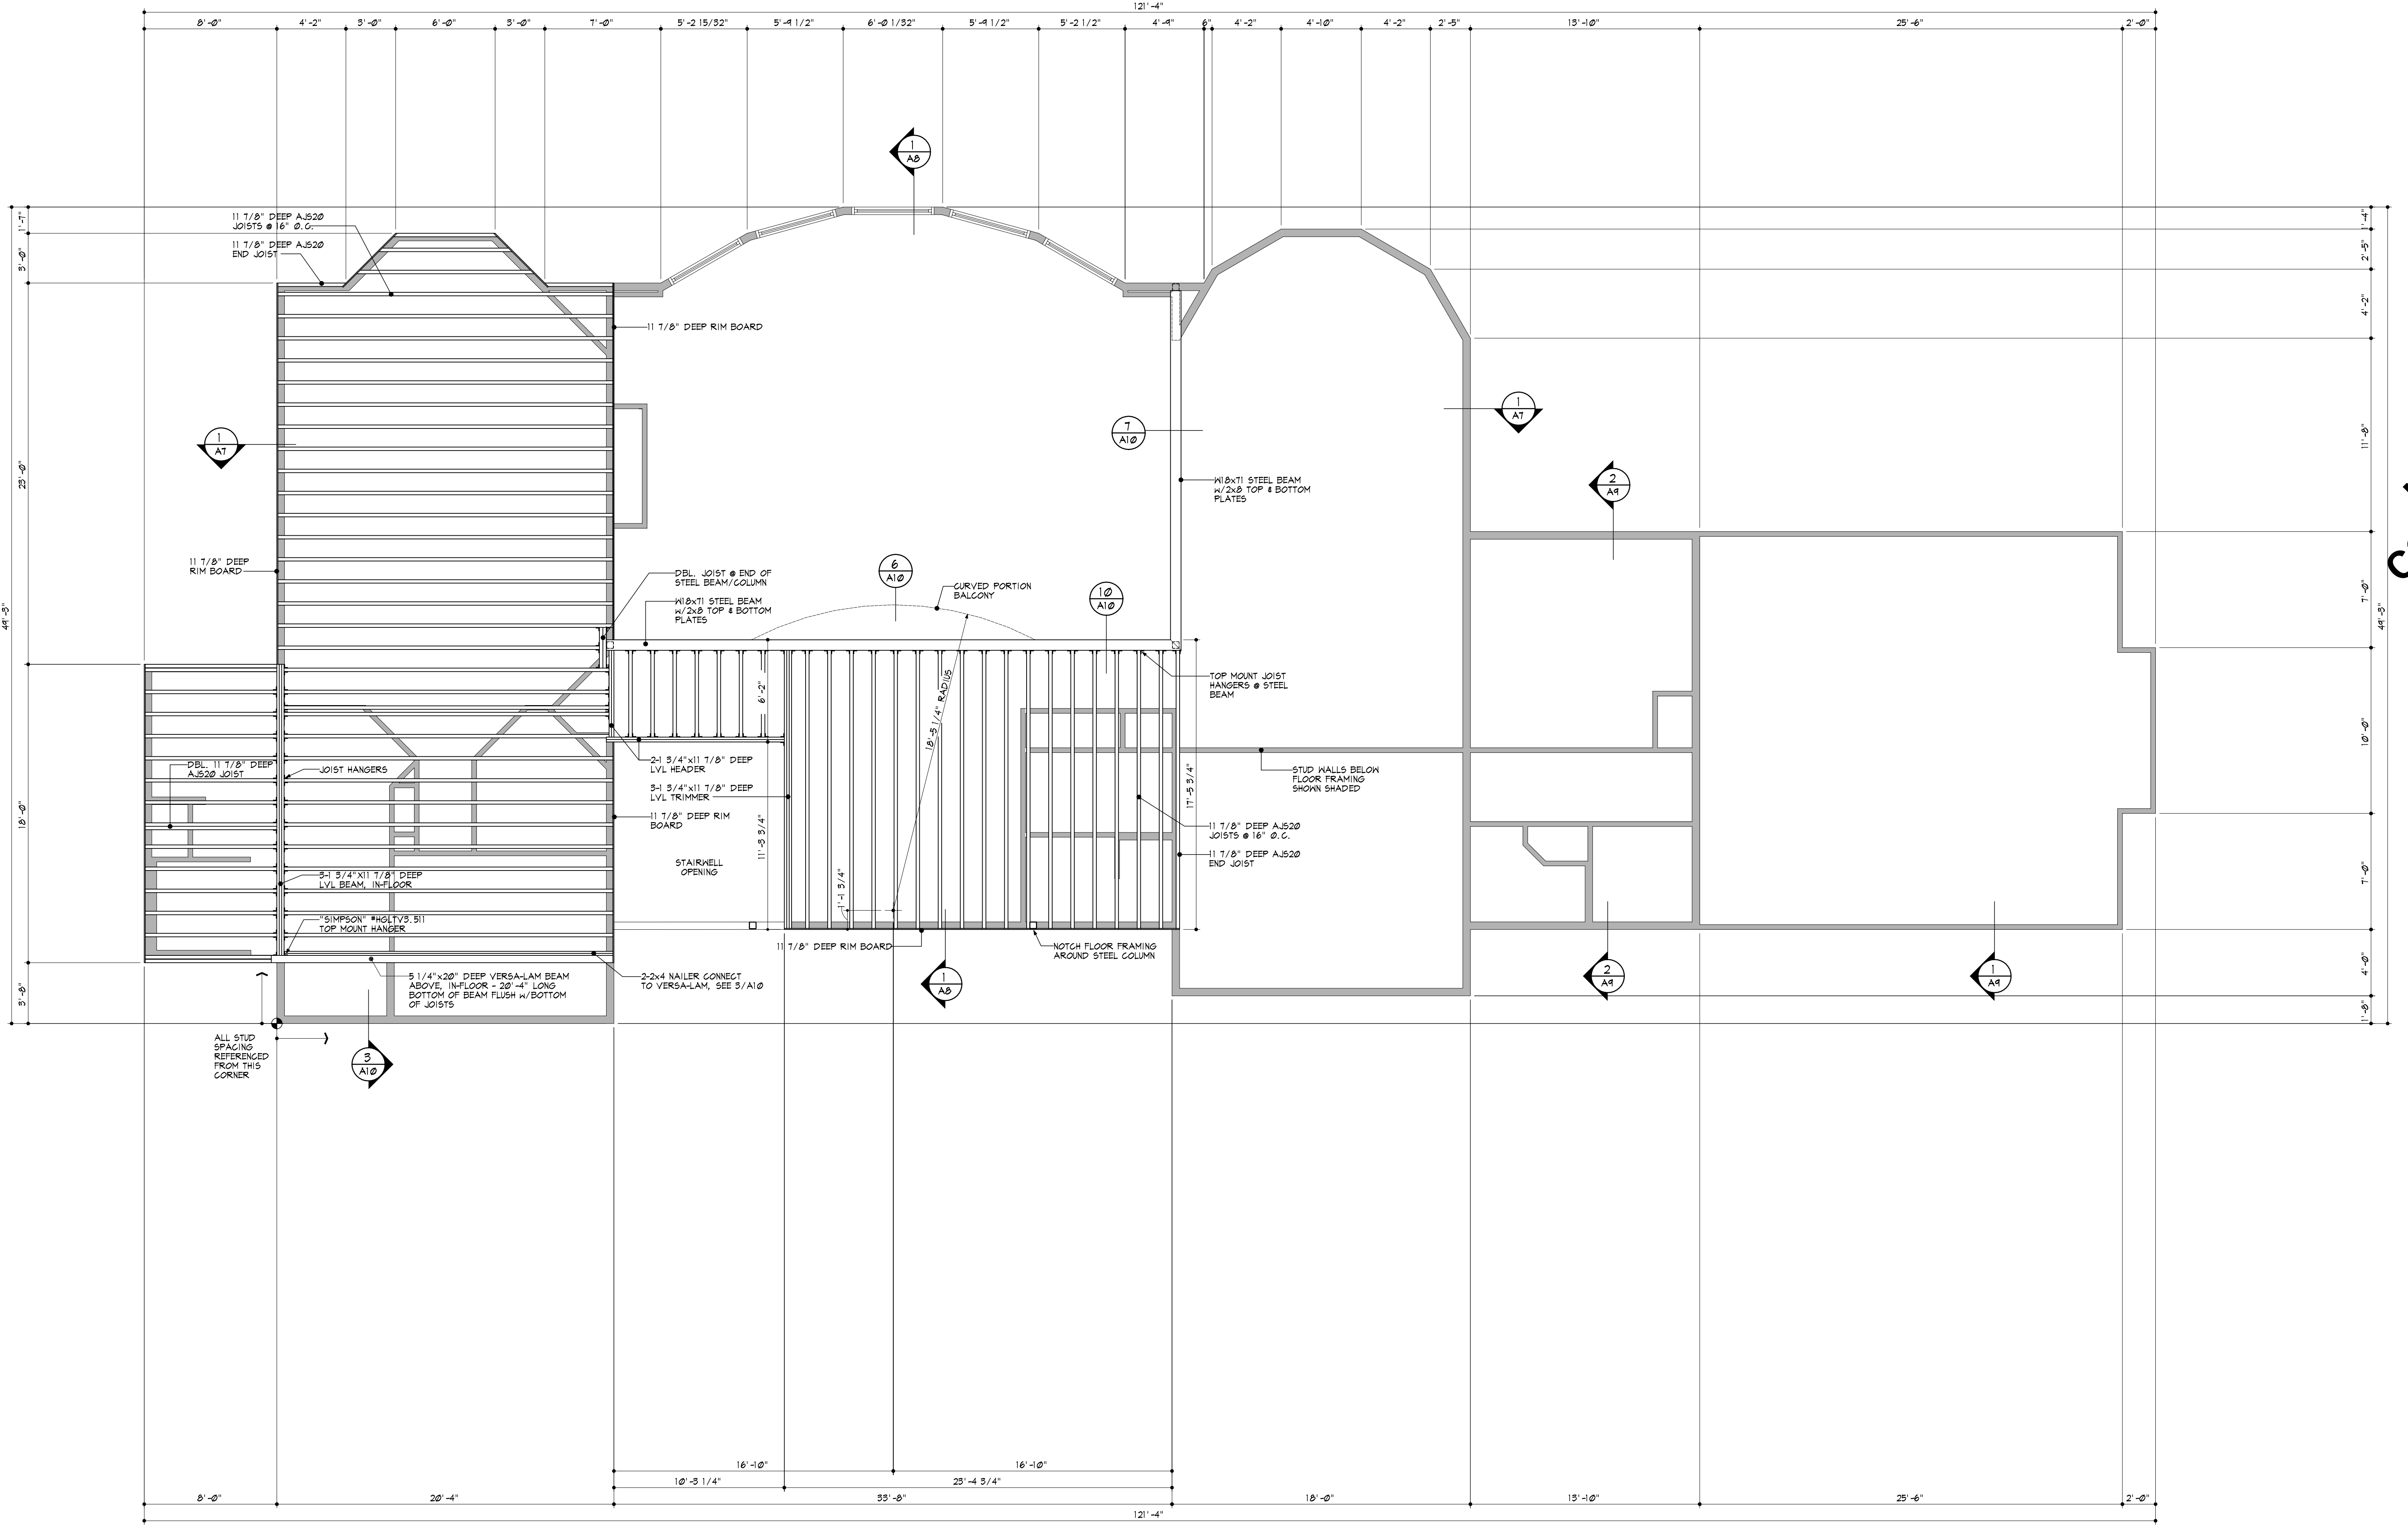 121'-4"
8'-0" 4'-2" 3'-0" 6'-0" 3'-0" 7'-0" 5'-2 15/32" 5'-9 1/2" 6'-0 1/32" 5'-9 1/2" 5'-2 1/2" 4'-9" 6" 4'-2" 4'-10" 4'-2" 2'-5" 13'-10" 25'-6" 2'-0"
1
A8
1'-7"
3'-0"
23'-0"
49'-3"
18'-0"
3'-8"
11 7/8" DEEP AJS20
JOISTS @ 16" O.C.
11 7/8" DEEP AJS20
END JOIST
11 7/8" DEEP RIM BOARD
1
A7
7
A10
1
A7
W18x71 STEEL BEAM
W/2x8 TOP & BOTTOM
PLATES
2
A9
11 7/8" DEEP
RIM BOARD
DBL. JOIST @ END OF
STEEL BEAM/COLUMN
W18x71 STEEL BEAM
W/2x8 TOP & BOTTOM
PLATES
6
A10
CURVED PORTION
BALCONY
10
A10
TOP MOUNT JOIST
HANGERS @ STEEL
BEAM
6'-2"
18'-5 1/4" RADIUS
DBL. 11 7/8" DEEP
AJS20 JOIST
JOIST HANGERS
2-1 3/4"x11 7/8" DEEP
LVL HEADER
3-1 3/4"x11 7/8" DEEP
LVL TRIMMER
11 7/8" DEEP RIM
BOARD
STAIRWELL
OPENING
11'-3 3/4"
1'-1 3/4"
17'-5 3/4"
STUD WALLS BELOW
FLOOR FRAMING
SHOWN SHADED
11 7/8" DEEP AJS20
JOISTS @ 16" O.C.
11 7/8" DEEP AJS20
END JOIST
3-1 3/4"X11 7/8" DEEP
LVL BEAM, IN-FLOOR
"SIMPSON" #HGLTV3.511
TOP MOUNT HANGER
5 1/4"x20" DEEP VERSA-LAM BEAM
ABOVE, IN-FLOOR - 20'-4" LONG
BOTTOM OF BEAM FLUSH W/BOTTOM
OF JOISTS
2-2x4 NAILER CONNECT
TO VERSA-LAM, SEE 3/A10
11 7/8" DEEP RIM BOARD
NOTCH FLOOR FRAMING
AROUND STEEL COLUMN
1
A8
2
A9
1
A9
ALL STUD
SPACING
REFERENCED
FROM THIS
CORNER
3
A10
1'-4"
2'-5"
4'-2"
11'-8"
7'-0"
49'-3"
10'-0"
7'-0"
4'-0"
1'-8"
16'-10" 16'-10"
10'-3 1/4" 23'-4 3/4"
8'-0" 20'-4" 33'-8" 18'-0" 13'-10" 25'-6" 2'-0"
121'-4"